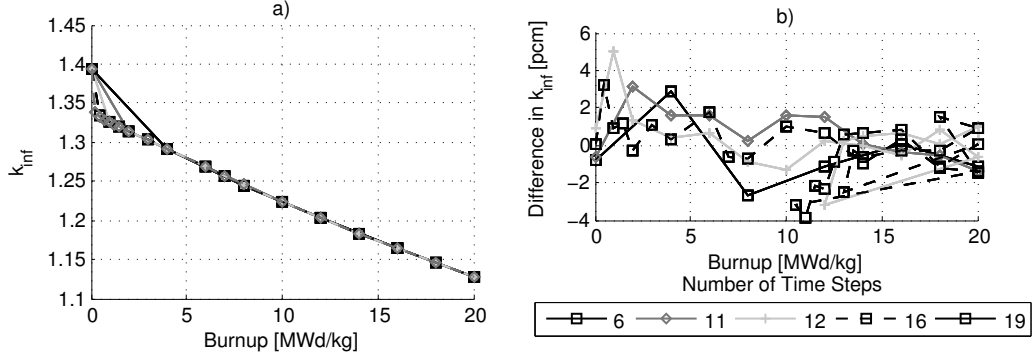 a)
1.45
1.4
1.35
1.3
1.25
1.2
1.15
1.1
k_inf
0 5 10 15 20
Burnup [MWd/kg]
b)
6
4
2
0
−2
−4
Difference in k_inf [pcm]
0 5 10 15 20
Burnup [MWd/kg]
Number of Time Steps
6 11 12 16 19